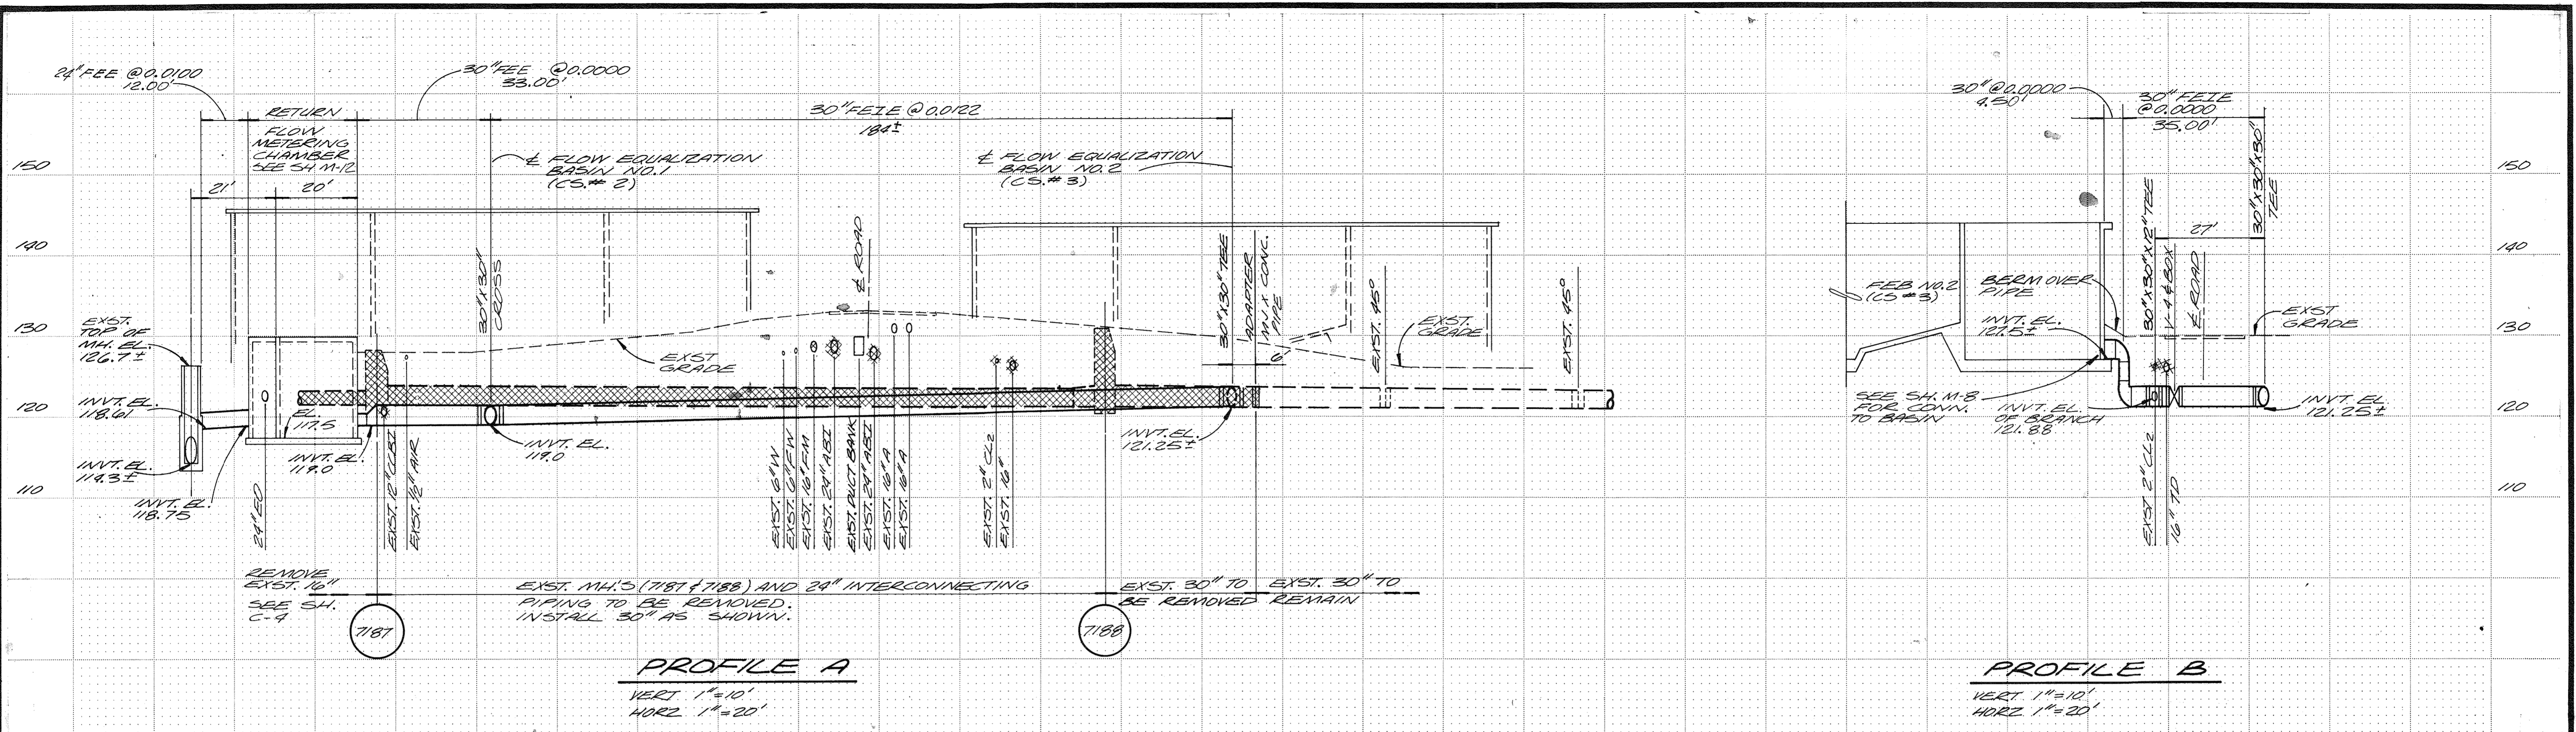 24" FEE @0.0100
12.00'
30" FEE @0.0000
33.00'
RETURN
FLOW
METERING
CHAMBER
SEE SH. M-12
30" FEIE @ 0.0122
184±
℄ FLOW EQUALIZATION
BASIN NO.1
(CS.# 2)
℄ FLOW EQUALIZATION
BASIN NO.2
(CS.# 3)
150
140
130
120
110
21'
20'
EXST.
TOP OF
MH. EL.
126.7 ±
INVT. EL.
118.61
INVT. EL.
114.3±
INVT. EL.
118.75
EL.
117.5
INVT. EL.
119.0
30" X 30"
CROSS
INVT. EL.
119.0
EXST
GRADE
℄ ROAD
30" X 30" TEE
ADAPTER
MJ X CONC.
PIPE
6'
EXST. 45°
EXST.
GRADE
EXST. 45°
INVT. EL.
121.25±
24" EO
EXST. 12" CLBI
EXST. 1/2" AIR
EXST. 6" W
EXST. 6" FW
EXST. 16" FM
EXST. 24" ABI
EXST. DUCT BANK
EXST. 24" ABI
EXST. 16" A
EXST. 16" A
EXST. 2" CL2
EXST. 16"
REMOVE
EXST. 16"
SEE SH.
C-4
EXST. MH.'S (7187 & 7188) AND 24" INTERCONNECTING
PIPING TO BE REMOVED.
INSTALL 30" AS SHOWN.
EXST. 30" TO
BE REMOVED
EXST. 30" TO
REMAIN
7187
7188
PROFILE A
VERT 1"=10'
HORZ 1"=20'
30" @0.0000
4.50'
30" FEIE
@0.0000
35.00'
30"X30"X12" TEE
V-4 & BOX
℄ ROAD
27'
30"X30"X30"
TEE
150
140
130
120
110
FEB NO.2
(CS #3)
BERM OVER
PIPE
INVT. EL.
127.5±
EXST
GRADE
SEE SH. M-8
FOR CONN.
TO BASIN
INVT. EL.
OF BRANCH
121.88
INVT. EL.
121.25±
EXST 2" CL2
16" TD
PROFILE B
VERT 1"=10'
HORZ 1"=20'